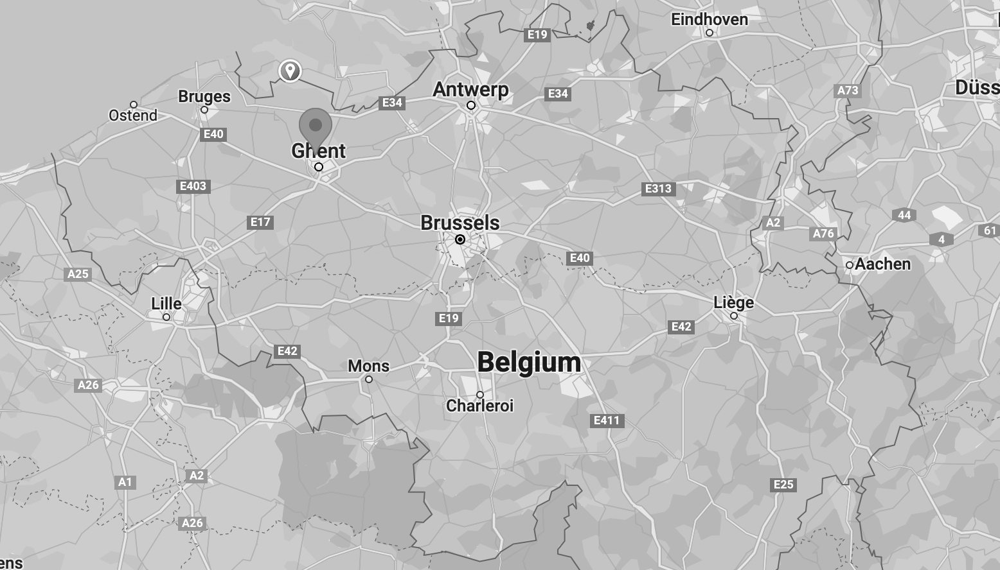 Eindhoven
E19
Düss
Antwerp
A73
E34
Bruges
E34
Ostend
E40
Ghent
E403
E313
44
E17
Brussels
A2
61
A76
4
E40
Aachen
A25
Lille
Liège
E19
E42
E42
Belgium
Mons
A26
Charleroi
E411
A2
A1
E25
A26
ens